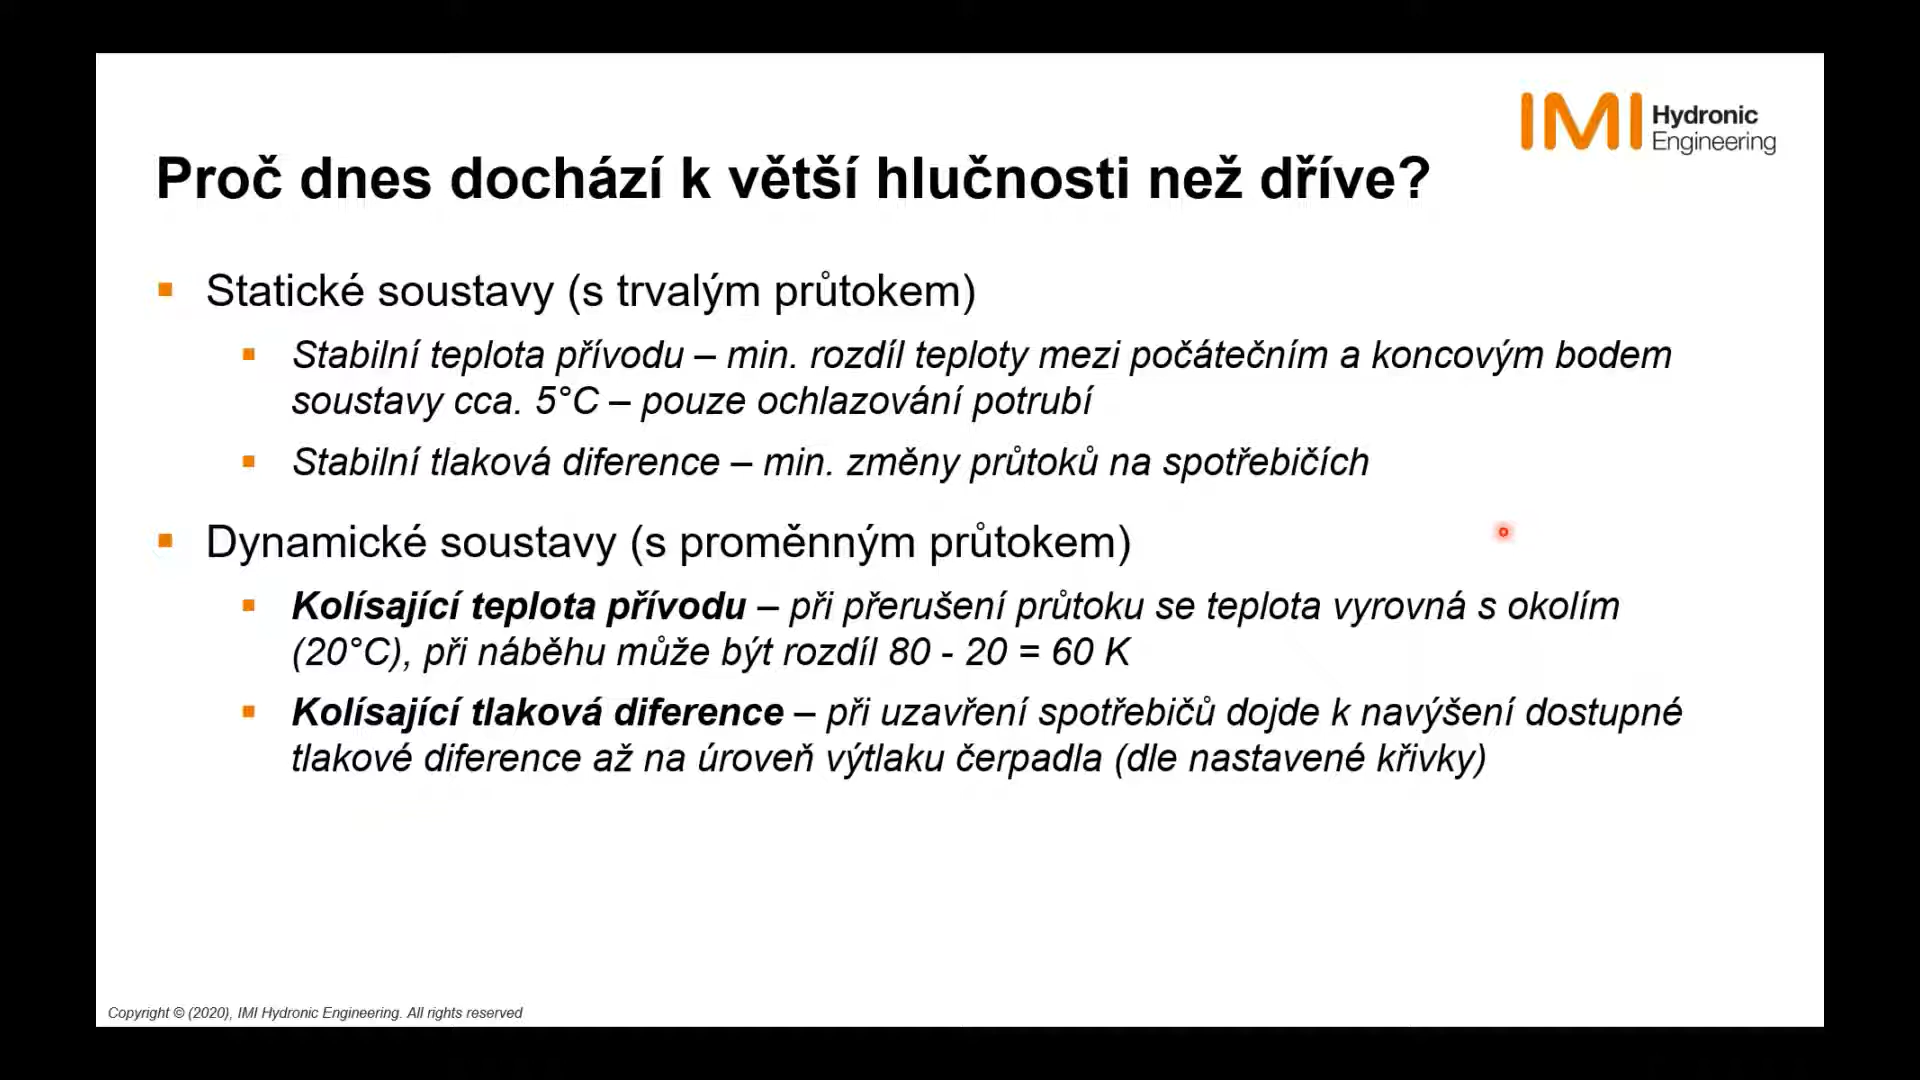 IMI Hydronic
Engineering
Proč dnes dochází k větší hlučnosti než dříve?
Statické soustavy (s trvalým průtokem)
Stabilní teplota přívodu – min. rozdíl teploty mezi počátečním a koncovým bodem
soustavy cca. 5°C – pouze ochlazování potrubí
Stabilní tlaková diference – min. změny průtoků na spotřebičích
Dynamické soustavy (s proměnným průtokem)
Kolísající teplota přívodu – při přerušení průtoku se teplota vyrovná s okolím
(20°C), při náběhu může být rozdíl 80 - 20 = 60 K
Kolísající tlaková diference – při uzavření spotřebičů dojde k navýšení dostupné
tlakové diference až na úroveň výtlaku čerpadla (dle nastavené křivky)
Copyright © (2020), IMI Hydronic Engineering. All rights reserved